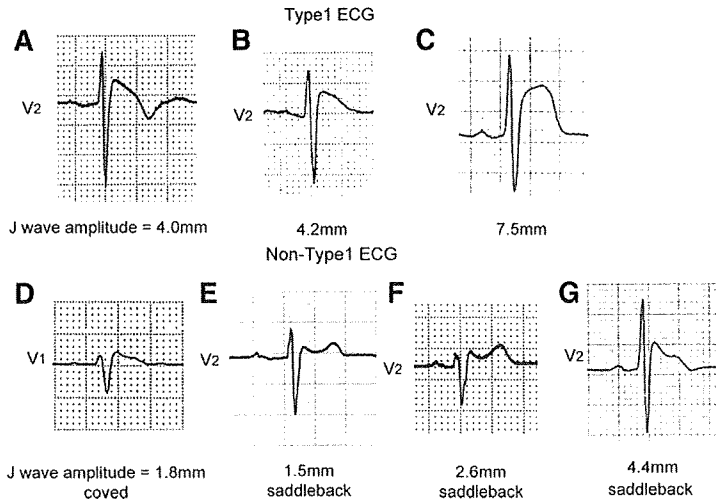 Type1 ECG
A B C
V2 V2 V2
J wave amplitude = 4.0mm 4.2mm 7.5mm
Non-Type1 ECG
D E F G
V1 V2 V2 V2
J wave amplitude = 1.8mm 1.5mm 2.6mm 4.4mm
coved saddleback saddleback saddleback